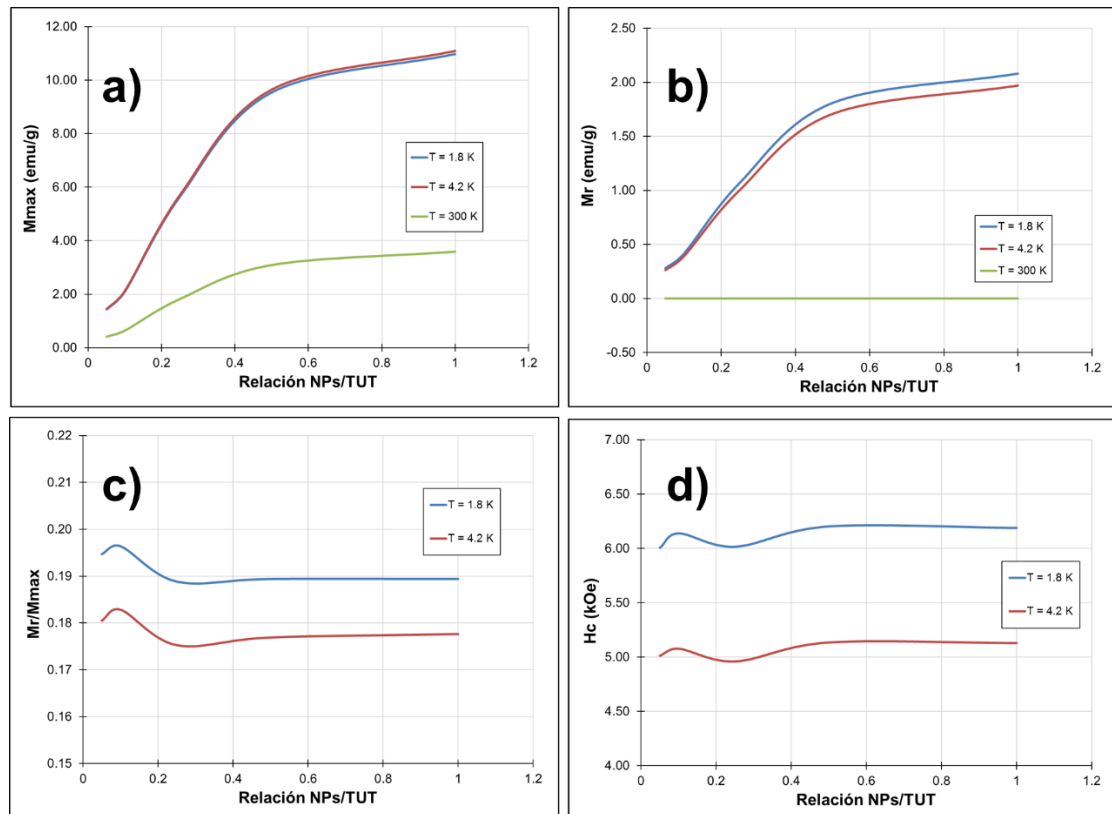 a)
Mmax (emu/g)
12.00
10.00
8.00
6.00
4.00
2.00
0.00
T = 1.8 K
T = 4.2 K
T = 300 K
0 0.2 0.4 0.6 0.8 1 1.2
Relación NPs/TUT
b)
Mr (emu/g)
2.50
2.00
1.50
1.00
0.50
0.00
-0.50
T = 1.8 K
T = 4.2 K
T = 300 K
0 0.2 0.4 0.6 0.8 1 1.2
Relación NPs/TUT
c)
Mr/Mmax
0.22
0.21
0.20
0.19
0.18
0.17
0.16
0.15
T = 1.8 K
T = 4.2 K
0 0.2 0.4 0.6 0.8 1 1.2
Relación NPs/TUT
d)
Hc (kOe)
7.00
6.50
6.00
5.50
5.00
4.50
4.00
T = 1.8 K
T = 4.2 K
0 0.2 0.4 0.6 0.8 1 1.2
Relación NPs/TUT